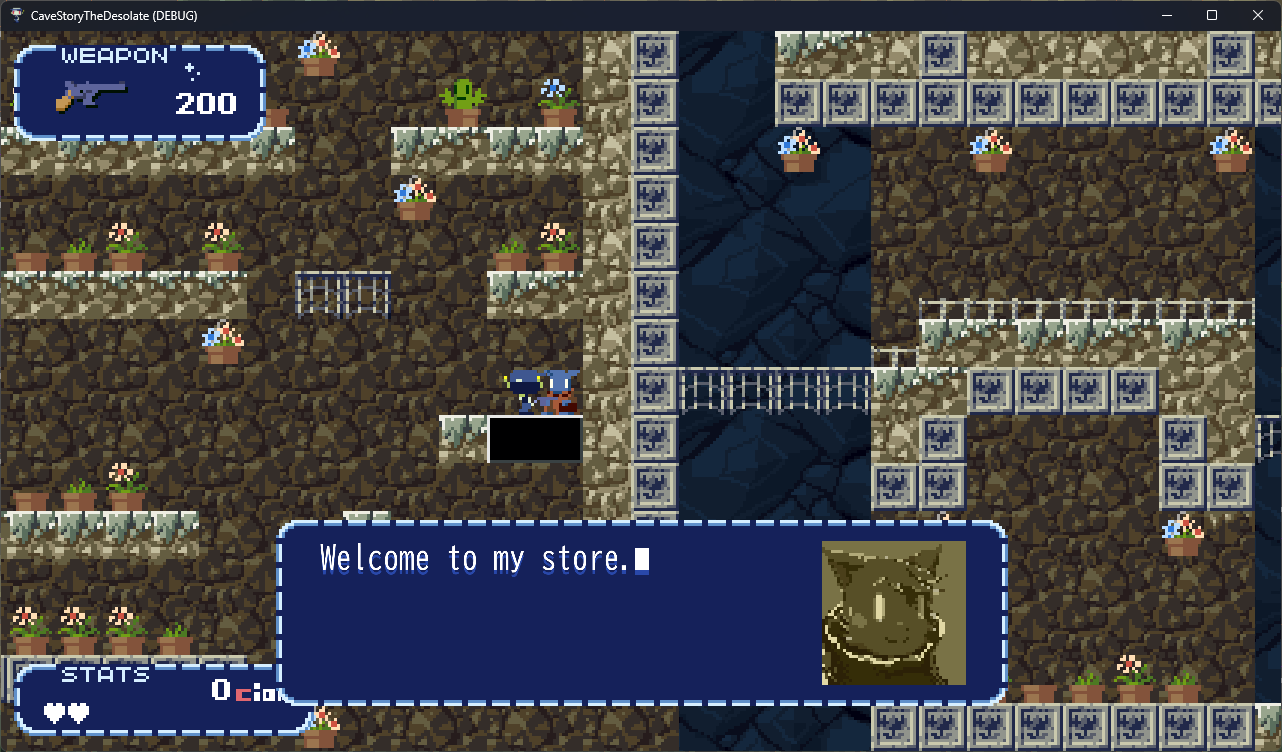 CaveStoryTheDesolate (DEBUG)
WEAPON
200
Welcome to my store.
STATS
0